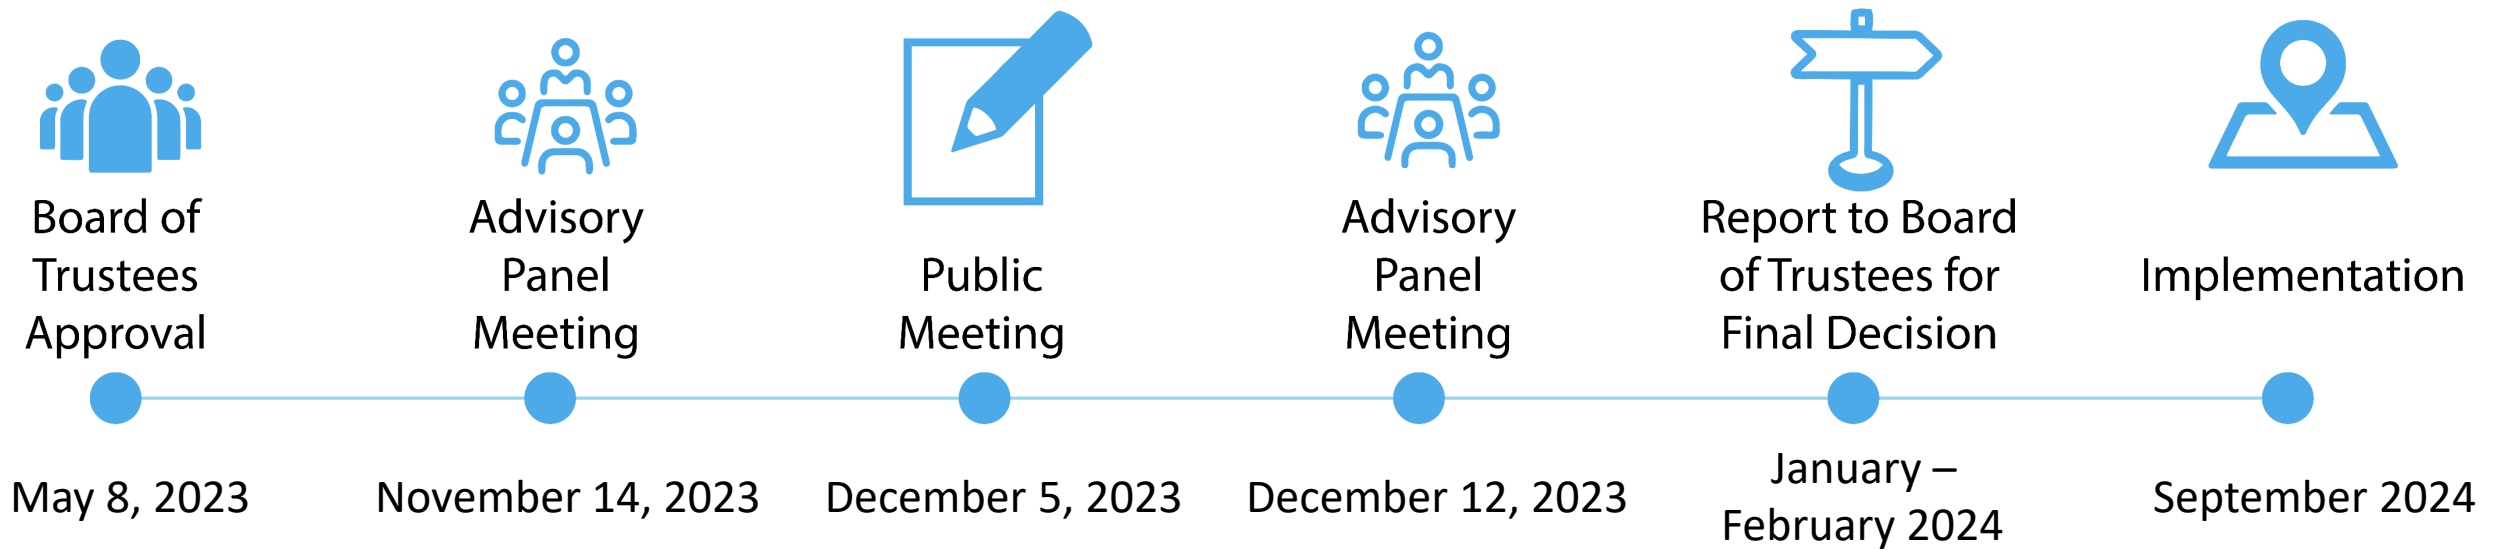 Board of
Trustees
Approval
May 8, 2023
Advisory
Panel
Meeting
November 14, 2023
Public
Meeting
December 5, 2023
Advisory
Panel
Meeting
December 12, 2023
Report to Board
of Trustees for
Final Decision
January –
February 2024
Implementation
September 2024